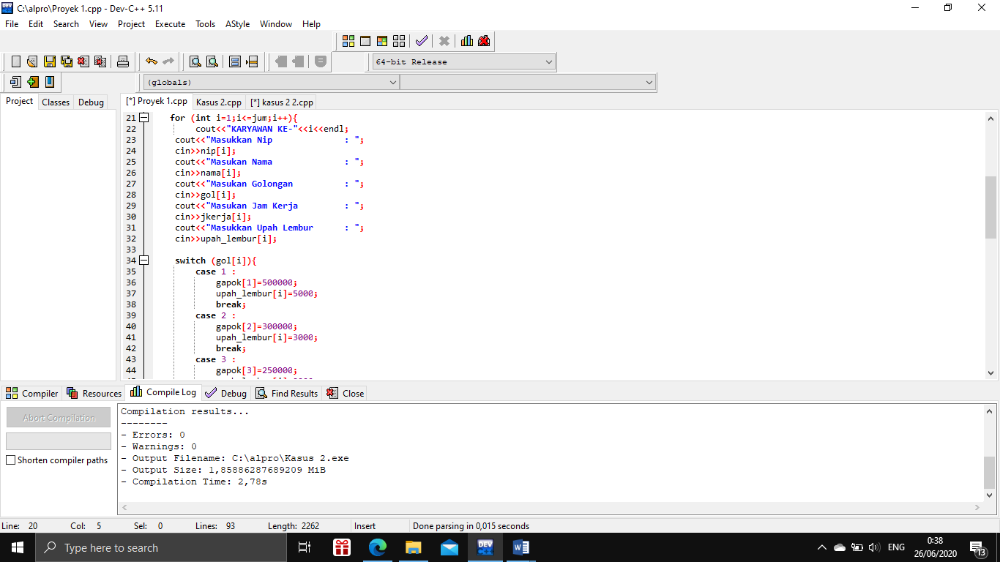 C:\alpro\Proyek 1.cpp - Dev-C++ 5.11
File Edit Search View Project Execute Tools AStyle Window Help
64-bit Release
(globals)
Project Classes Debug
[*] Proyek 1.cpp Kasus 2.cpp [*] kasus 2 2.cpp
21 for (int i=1;i<=jum;i++){
22 cout<<"KARYAWAN KE-"<<i<<endl;
23 cout<<"Masukkan Nip : ";
24 cin>>nip[i];
25 cout<<"Masukan Nama : ";
26 cin>>nama[i];
27 cout<<"Masukan Golongan : ";
28 cin>>gol[i];
29 cout<<"Masukan Jam Kerja : ";
30 cin>>jkerja[i];
31 cout<<"Masukkan Upah Lembur : ";
32 cin>>upah_lembur[i];
33
34 switch (gol[i]){
35 case 1 :
36 gapok[1]=500000;
37 upah_lembur[i]=5000;
38 break;
39 case 2 :
40 gapok[2]=300000;
41 upah_lembur[i]=3000;
42 break;
43 case 3 :
44 gapok[3]=250000;
Compiler Resources Compile Log Debug Find Results Close
Abort Compilation
Shorten compiler paths
Compilation results...
--------
- Errors: 0
- Warnings: 0
- Output Filename: C:\alpro\Kasus 2.exe
- Output Size: 1,85886287689209 MiB
- Compilation Time: 2,78s
Line: 20 Col: 5 Sel: 0 Lines: 93 Length: 2262 Insert Done parsing in 0,015 seconds
Type here to search
DEV
ENG
0:38
26/06/2020
13